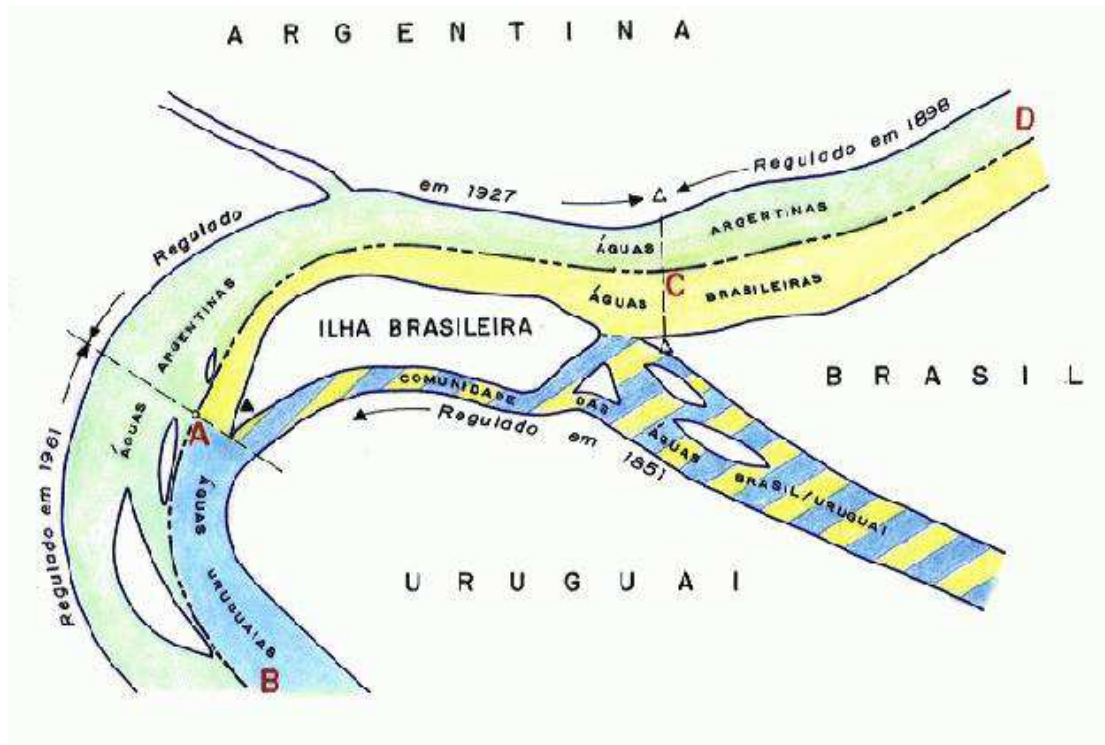 ARGENTINA
D
Regulado em 1898
em 1927
Regulado
ÁGUAS ARGENTINAS
C
ÁGUAS BRASILEIRAS
ÁGUAS ARGENTINAS
ILHA BRASILEIRA
BRASIL
COMUNIDADE DAS ÁGUAS BRASIL/URUGUAI
Regulado em 1851
A
Regulado em 1961
ÁGUAS URUGUAIAS
URUGUAI
B